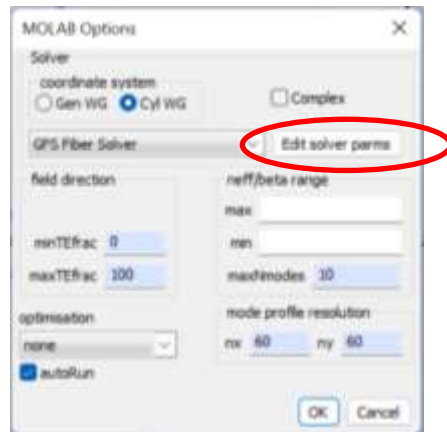 MOLAB Options
Solver
coordinate system
Gen WG Cyl WG
Complex
GFS Fiber Solver
Edit solver parms
field direction
neff/beta range
max
minTEfrac 0
min
maxTEfrac 100
maxNmodes 10
optimisation
mode profile resolution
none
nx 60 ny 60
autoRun
OK Cancel